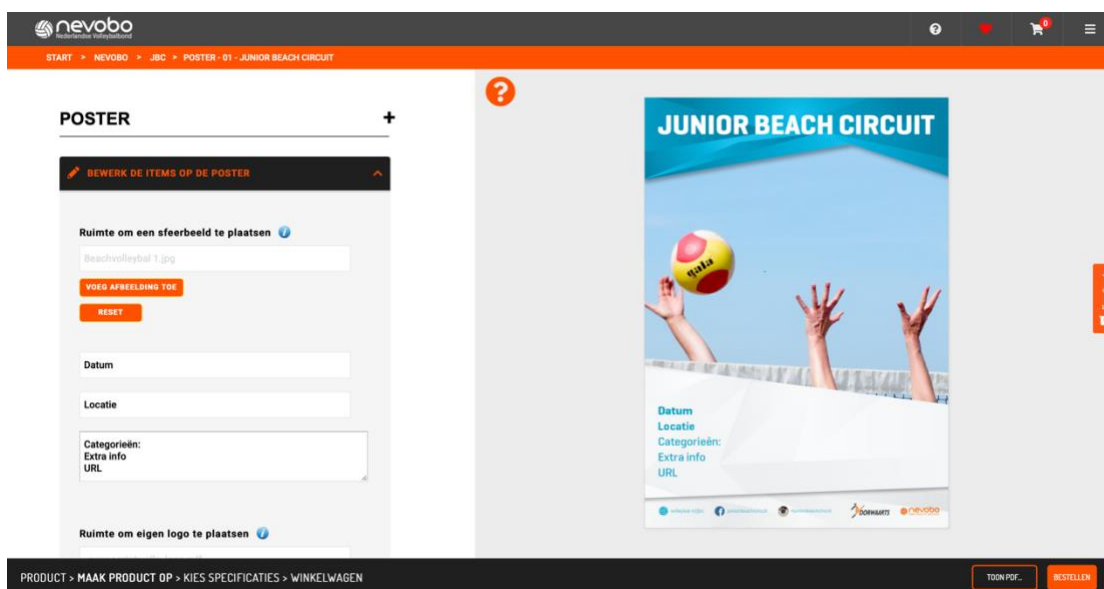 nevobo
Nederlandse Volleybalbond
0
START > NEVOBO > JBC > POSTER - 01 - JUNIOR BEACH CIRCUIT
POSTER
+
BEWERK DE ITEMS OP DE POSTER
Ruimte om een sfeerbeeld te plaatsen
Beachvolleybal 1.jpg
VOEG AFBEELDING TOE
RESET
Datum
Locatie
Categorieën:
Extra info
URL
Ruimte om eigen logo te plaatsen
?
JUNIOR BEACH CIRCUIT
gala
Datum
Locatie
Categorieën:
Extra info
URL
VOORWAARTS
nevobo
PRODUCT > MAAK PRODUCT OP > KIES SPECIFICATIES > WINKELWAGEN
TOON PDF...
BESTELLEN